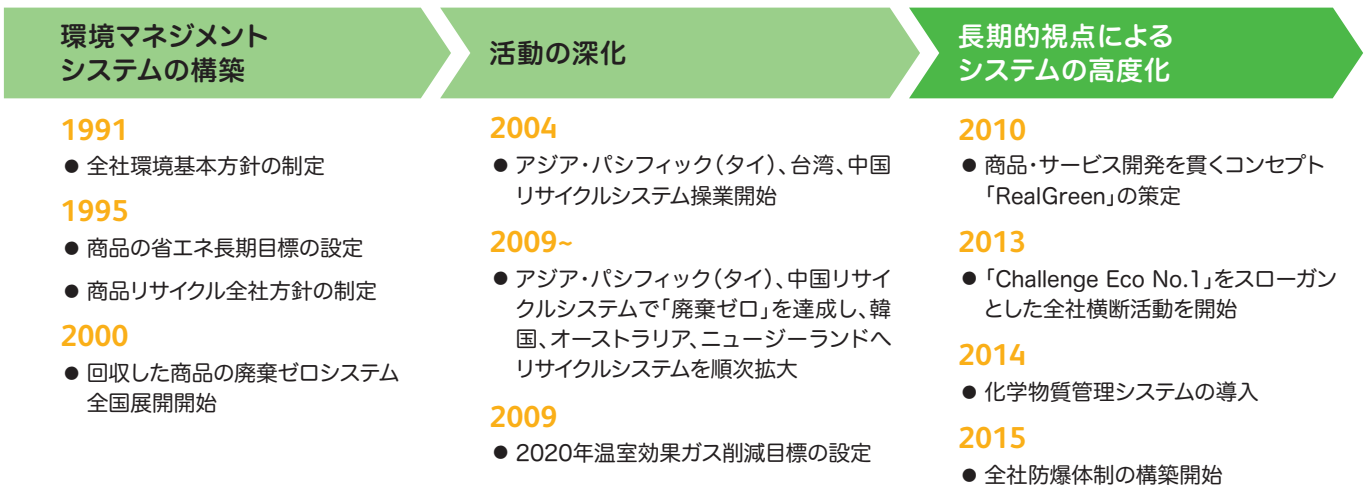 環境マネジメント
システムの構築
1991
● 全社環境基本方針の制定
1995
● 商品の省エネ長期目標の設定
● 商品リサイクル全社方針の制定
2000
● 回収した商品の廃棄ゼロシステム
全国展開開始
活動の深化
2004
● アジア・パシフィック(タイ)、台湾、中国
リサイクルシステム操業開始
2009~
● アジア・パシフィック(タイ)、中国リサイ
クルシステムで「廃棄ゼロ」を達成し、韓
国、オーストラリア、ニュージーランドへ
リサイクルシステムを順次拡大
2009
● 2020年温室効果ガス削減目標の設定
長期的視点による
システムの高度化
2010
● 商品・サービス開発を貫くコンセプト
「RealGreen」の策定
2013
● 「Challenge Eco No.1」をスローガン
とした全社横断活動を開始
2014
● 化学物質管理システムの導入
2015
● 全社防爆体制の構築開始